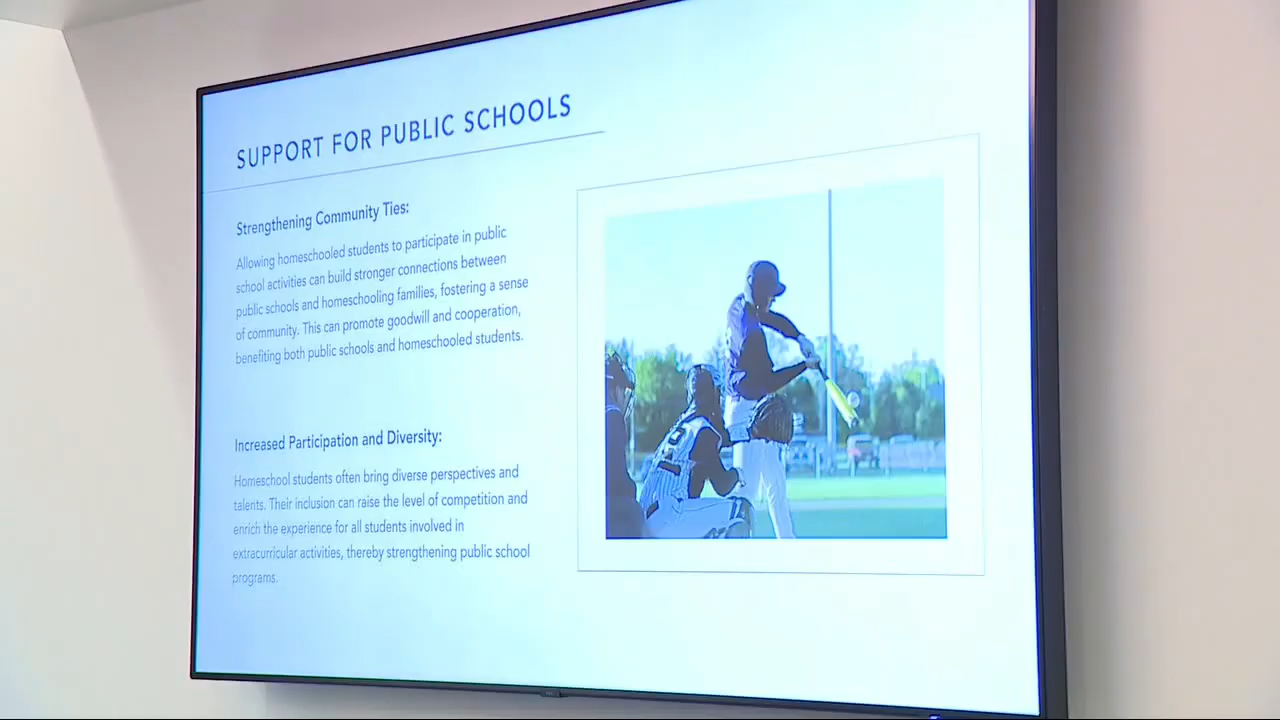 SUPPORT FOR PUBLIC SCHOOLS
Strengthening Community Ties:
Allowing homeschooled students to participate in public
school activities can build stronger connections between
public schools and homeschooling families, fostering a sense
of community. This can promote goodwill and cooperation,
benefiting both public schools and homeschooled students.
Increased Participation and Diversity:
Homeschool students often bring diverse perspectives and
talents. Their inclusion can raise the level of competition and
enrich the experience for all students involved in
extracurricular activities, thereby strengthening public school
programs.